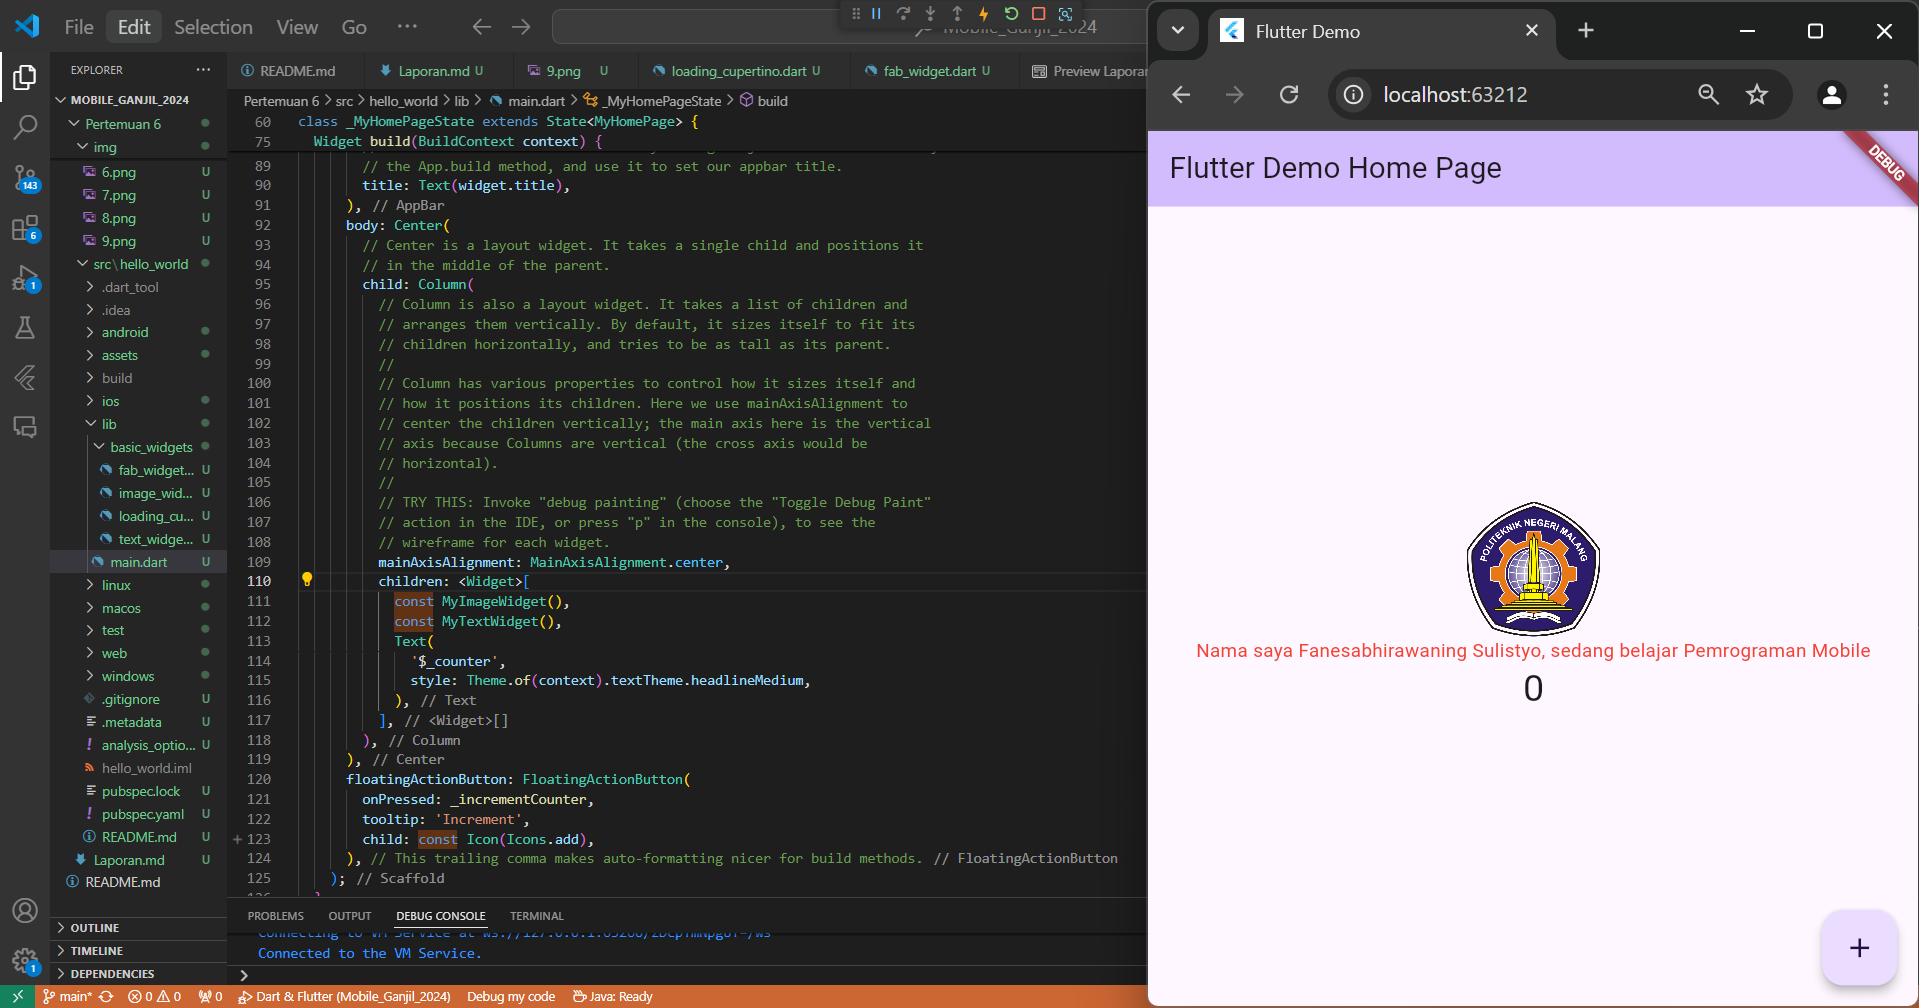 File Edit Selection View Go ···
Mobile_Ganjil_2024
EXPLORER ···
MOBILE_GANJIL_2024
Pertemuan 6
img
6.png U
7.png U
8.png U
9.png U
src\hello_world
.dart_tool
.idea
android
assets
build
ios
lib
basic_widgets
fab_widget... U
image_wid... U
loading_cu... U
text_widge... U
main.dart U
linux
macos
test
web
windows
.gitignore U
.metadata U
analysis_optio... U
hello_world.iml
pubspec.lock U
pubspec.yaml U
README.md U
Laporan.md U
README.md
OUTLINE
TIMELINE
DEPENDENCIES
143
6
1
1
README.md Laporan.md U 9.png U loading_cupertino.dart U fab_widget.dart U Preview Laporan
Pertemuan 6 > src > hello_world > lib > main.dart > _MyHomePageState > build
60 class _MyHomePageState extends State<MyHomePage> {
75 Widget build(BuildContext context) {
89 // the App.build method, and use it to set our appbar title.
90 title: Text(widget.title),
91 ), // AppBar
92 body: Center(
93 // Center is a layout widget. It takes a single child and positions it
94 // in the middle of the parent.
95 child: Column(
96 // Column is also a layout widget. It takes a list of children and
97 // arranges them vertically. By default, it sizes itself to fit its
98 // children horizontally, and tries to be as tall as its parent.
99 //
100 // Column has various properties to control how it sizes itself and
101 // how it positions its children. Here we use mainAxisAlignment to
102 // center the children vertically; the main axis here is the vertical
103 // axis because Columns are vertical (the cross axis would be
104 // horizontal).
105 //
106 // TRY THIS: Invoke "debug painting" (choose the "Toggle Debug Paint"
107 // action in the IDE, or press "p" in the console), to see the
108 // wireframe for each widget.
109 mainAxisAlignment: MainAxisAlignment.center,
110 children: <Widget>[
111 const MyImageWidget(),
112 const MyTextWidget(),
113 Text(
114 '$_counter',
115 style: Theme.of(context).textTheme.headlineMedium,
116 ), // Text
117 ], // <Widget>[]
118 ), // Column
119 ), // Center
120 floatingActionButton: FloatingActionButton(
121 onPressed: _incrementCounter,
122 tooltip: 'Increment',
123 child: const Icon(Icons.add),
124 ), // This trailing comma makes auto-formatting nicer for build methods. // FloatingActionButton
125 ); // Scaffold
PROBLEMS OUTPUT DEBUG CONSOLE TERMINAL
Connecting to VM Service at
Connected to the VM Service.
>
main* 0 0 0 Dart & Flutter (Mobile_Ganjil_2024) Debug my code Java: Ready
Flutter Demo
localhost:63212
Flutter Demo Home Page
DEBUG
POLITEKNIK NEGERI MALANG
Nama saya Fanesabhirawaning Sulistyo, sedang belajar Pemrograman Mobile
0
+